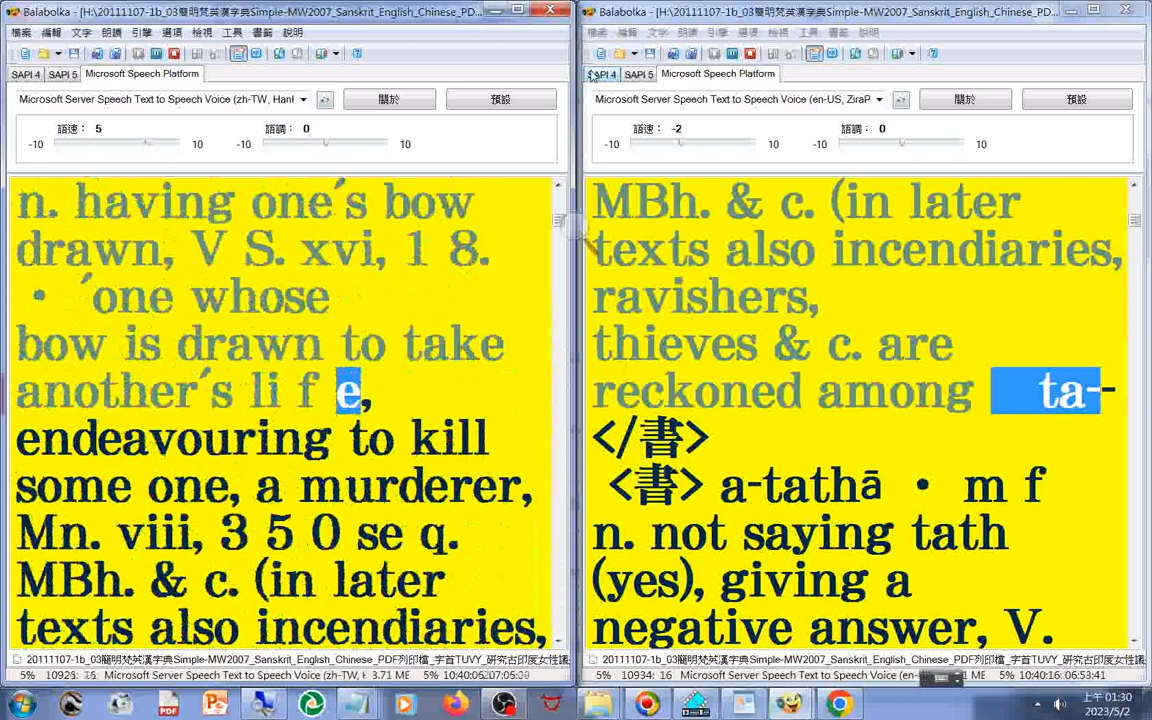 Balabolka - [H:\20111107-1b_03簡明梵英漢字典Simple-MW2007_Sanskrit_English_Chinese_PD...
檔案 編輯 文字 朗讀 引擎 選項 檢視 工具 書籤 說明
SAPI 4 SAPI 5 Microsoft Speech Platform
Microsoft Server Speech Text to Speech Voice (zh-TW, Hanl
關於 預設
語速： 5 語調： 0
-10 10 -10 10
n. having one´s bow
drawn, V S. xvi, 1 8.
• ´one whose
bow is drawn to take
another´s li f e,
endeavouring to kill
some one, a murderer,
Mn. viii, 3 5 0 se q.
MBh. & c. (in later
texts also incendiaries,
20111107-1b_03簡明梵英漢字典Simple-MW2007_Sanskrit_English_Chinese_PDF列印檔_字首TUVY_研究古印度女性議
5% Microsoft Server Speech Text to Speech Voice (zh-TW, 3.71 ME 5%
Balabolka - [H:\20111107-1b_03簡明梵英漢字典Simple-MW2007_Sanskrit_English_Chinese_PD...
檔案 編輯 文字 朗讀 引擎 選項 檢視 工具 書籤 說明
SAPI 4 SAPI 5 Microsoft Speech Platform
Microsoft Server Speech Text to Speech Voice (en-US, ZiraP
關於 預設
語速： -2 語調： 0
-10 10 -10 10
MBh. & c. (in later
texts also incendiaries,
ravishers,
thieves & c. are
reckoned among ta--
</書>
<書> a-tathā • m f
n. not saying tath
(yes), giving a
negative answer, V.
20111107-1b_03簡明梵英漢字典Simple-MW2007_Sanskrit_English_Chinese_PDF列印檔_字首TUVY_研究古印度女性議
5% 10934: 16 Microsoft Server Speech Text to Speech Voice (en-U ME 5% 10:40:16
上午 01:30
2023/5/2